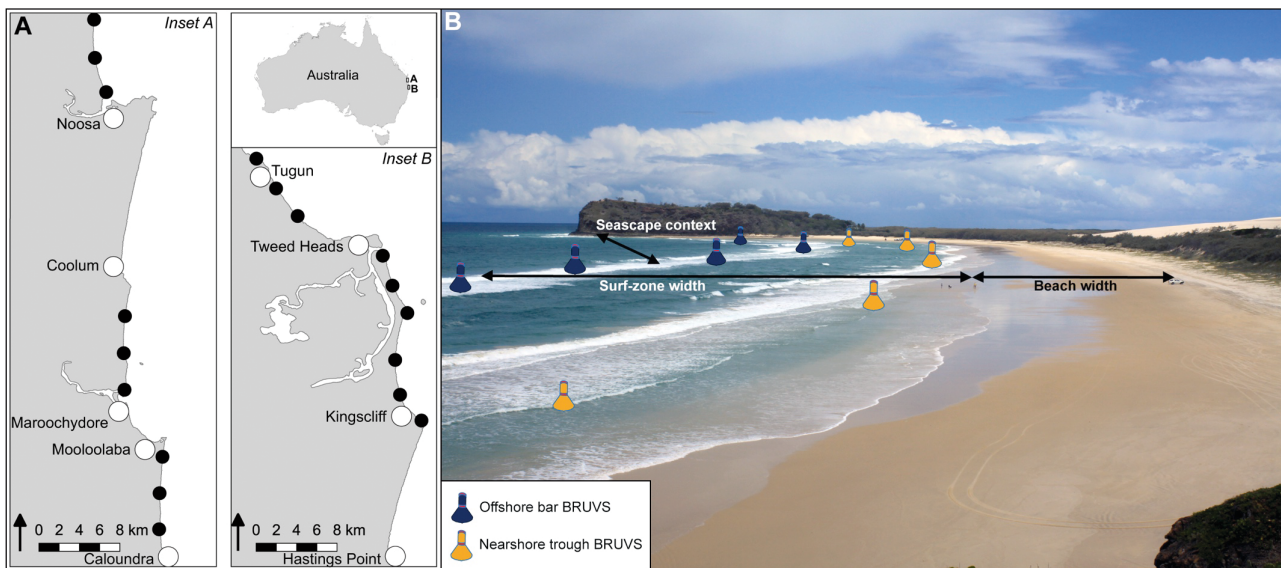 A
Inset A
Noosa
Coolum
Maroochydore
Mooloolaba
0 2 4 6 8 km
Caloundra
Australia
A
B
Inset B
Tugun
Tweed Heads
Kingscliff
0 2 4 6 8 km
Hastings Point
B
Seascape context
Surf-zone width
Beach width
Offshore bar BRUVS
Nearshore trough BRUVS